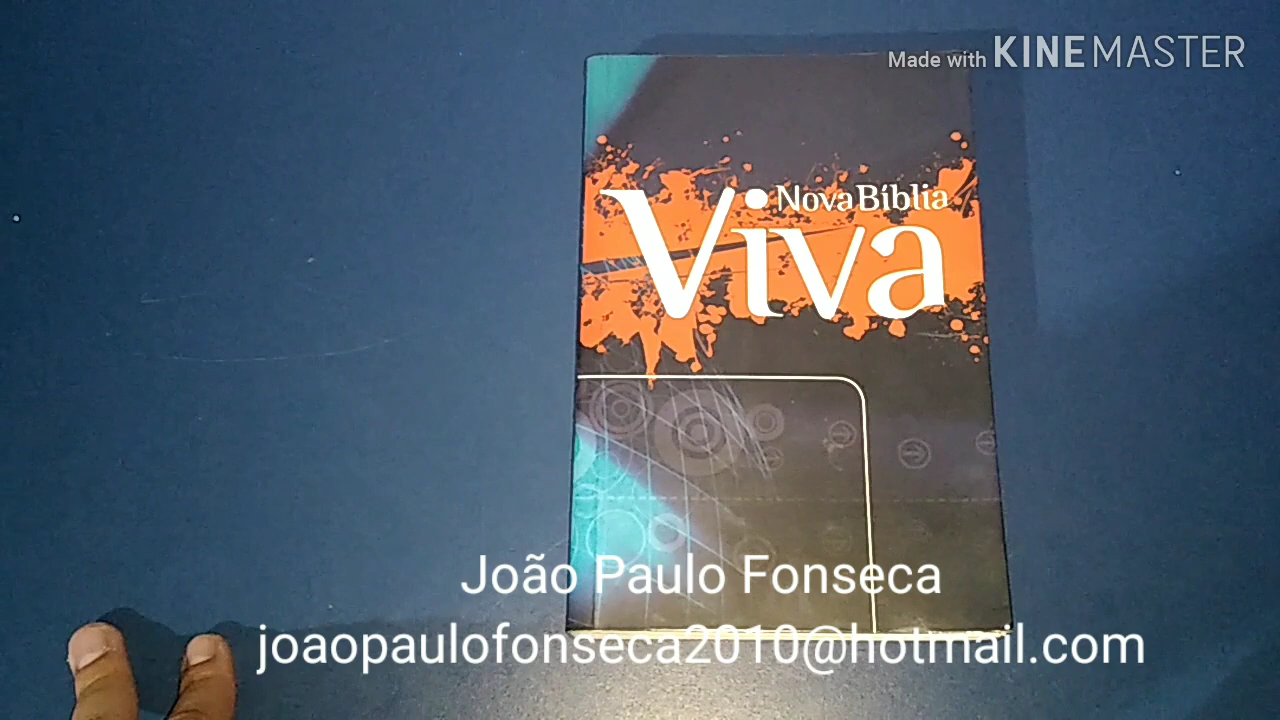 Made with KINEMASTER
Nova Bíblia
Viva
João Paulo Fonseca
joaopaulofonseca2010@hotmail.com